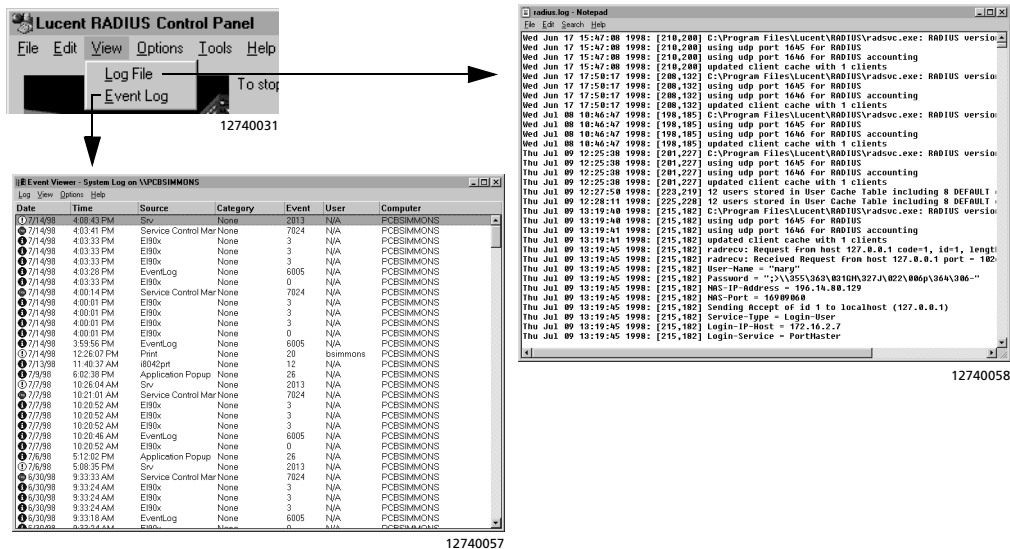 Lucent RADIUS Control Panel
File Edit View Options Tools Help
Log File
Event Log
To stop
12740031
radius.log - Notepad
File Edit Search Help
Wed Jun 17 15:47:08 1998: [210,200] C:\Program Files\Lucent\RADIUS\radsvc.exe: RADIUS version
Wed Jun 17 15:47:08 1998: [210,200] using udp port 1645 for RADIUS
Wed Jun 17 15:47:08 1998: [210,200] using udp port 1646 for RADIUS accounting
Wed Jun 17 15:47:08 1998: [210,200] updated client cache with 1 clients
Wed Jun 17 17:50:17 1998: [208,132] C:\Program Files\Lucent\RADIUS\radsvc.exe: RADIUS version
Wed Jun 17 17:50:17 1998: [208,132] using udp port 1645 for RADIUS
Wed Jun 17 17:50:17 1998: [208,132] using udp port 1646 for RADIUS accounting
Wed Jun 17 17:50:17 1998: [208,132] updated client cache with 1 clients
Wed Jul 08 10:46:47 1998: [198,185] C:\Program Files\Lucent\RADIUS\radsvc.exe: RADIUS version
Wed Jul 08 10:46:47 1998: [198,185] using udp port 1645 for RADIUS
Wed Jul 08 10:46:47 1998: [198,185] using udp port 1646 for RADIUS accounting
Wed Jul 08 10:46:47 1998: [198,185] updated client cache with 1 clients
Thu Jul 09 12:25:38 1998: [201,227] C:\Program Files\Lucent\RADIUS\radsvc.exe: RADIUS version
Thu Jul 09 12:25:38 1998: [201,227] using udp port 1645 for RADIUS
Thu Jul 09 12:25:38 1998: [201,227] using udp port 1646 for RADIUS accounting
Thu Jul 09 12:25:38 1998: [201,227] updated client cache with 1 clients
Thu Jul 09 12:27:50 1998: [223,219] 12 users stored in User Cache Table including 8 DEFAULT
Thu Jul 09 12:28:11 1998: [225,228] 12 users stored in User Cache Table including 8 DEFAULT
Thu Jul 09 13:19:40 1998: [215,182] C:\Program Files\Lucent\RADIUS\radsvc.exe: RADIUS version
Thu Jul 09 13:19:40 1998: [215,182] using udp port 1645 for RADIUS
Thu Jul 09 13:19:41 1998: [215,182] using udp port 1646 for RADIUS accounting
Thu Jul 09 13:19:41 1998: [215,182] updated client cache with 1 clients
Thu Jul 09 13:19:45 1998: [215,182] radrecv: Request from host 127.0.0.1 code=1, id=1, lengt
Thu Jul 09 13:19:45 1998: [215,182] radrecv: Received Request from host 127.0.0.1 port = 102
Thu Jul 09 13:19:45 1998: [215,182] User-Name = "mary"
Thu Jul 09 13:19:45 1998: [215,182] Password = ";>\\355\363\031GM\327J\022\006p\364\306-"
Thu Jul 09 13:19:45 1998: [215,182] NAS-IP-Address = 196.14.80.129
Thu Jul 09 13:19:45 1998: [215,182] NAS-Port = 16909060
Thu Jul 09 13:19:45 1998: [215,182] Sending Accept of id 1 to localhost (127.0.0.1)
Thu Jul 09 13:19:45 1998: [215,182] Service-Type = Login-User
Thu Jul 09 13:19:45 1998: [215,182] Login-IP-Host = 172.16.2.7
Thu Jul 09 13:19:45 1998: [215,182] Login-Service = PortMaster
12740058
Event Viewer - System Log on \\PCBSIMMONS
Log View Options Help
Date Time Source Category Event User Computer
7/14/98 4:08:43 PM Srv None 2013 N/A PCBSIMMONS
7/14/98 4:03:41 PM Service Control Mar None 7024 N/A PCBSIMMONS
7/14/98 4:03:33 PM El90x None 3 N/A PCBSIMMONS
7/14/98 4:03:33 PM El90x None 3 N/A PCBSIMMONS
7/14/98 4:03:33 PM El90x None 3 N/A PCBSIMMONS
7/14/98 4:03:28 PM EventLog None 6005 N/A PCBSIMMONS
7/14/98 4:03:33 PM El90x None 0 N/A PCBSIMMONS
7/14/98 4:00:14 PM Service Control Mar None 7024 N/A PCBSIMMONS
7/14/98 4:00:01 PM El90x None 3 N/A PCBSIMMONS
7/14/98 4:00:01 PM El90x None 3 N/A PCBSIMMONS
7/14/98 4:00:01 PM El90x None 3 N/A PCBSIMMONS
7/14/98 4:00:01 PM El90x None 0 N/A PCBSIMMONS
7/14/98 3:59:56 PM EventLog None 6005 N/A PCBSIMMONS
7/14/98 12:26:07 PM Print None 20 bsimmons PCBSIMMONS
7/13/98 11:40:37 AM i8042prt None 12 N/A PCBSIMMONS
7/9/98 6:02:38 PM Application Popup None 26 N/A PCBSIMMONS
7/7/98 10:26:04 AM Srv None 2013 N/A PCBSIMMONS
7/7/98 10:21:01 AM Service Control Mar None 7024 N/A PCBSIMMONS
7/7/98 10:20:52 AM El90x None 3 N/A PCBSIMMONS
7/7/98 10:20:52 AM El90x None 3 N/A PCBSIMMONS
7/7/98 10:20:52 AM El90x None 3 N/A PCBSIMMONS
7/7/98 10:20:46 AM EventLog None 6005 N/A PCBSIMMONS
7/7/98 10:20:52 AM El90x None 0 N/A PCBSIMMONS
7/6/98 5:12:02 PM Application Popup None 26 N/A PCBSIMMONS
7/6/98 5:08:35 PM Srv None 2013 N/A PCBSIMMONS
6/30/98 9:33:33 AM Service Control Mar None 7024 N/A PCBSIMMONS
6/30/98 9:33:24 AM El90x None 3 N/A PCBSIMMONS
6/30/98 9:33:24 AM El90x None 3 N/A PCBSIMMONS
6/30/98 9:33:24 AM El90x None 3 N/A PCBSIMMONS
6/30/98 9:33:18 AM EventLog None 6005 N/A PCBSIMMONS
12740057